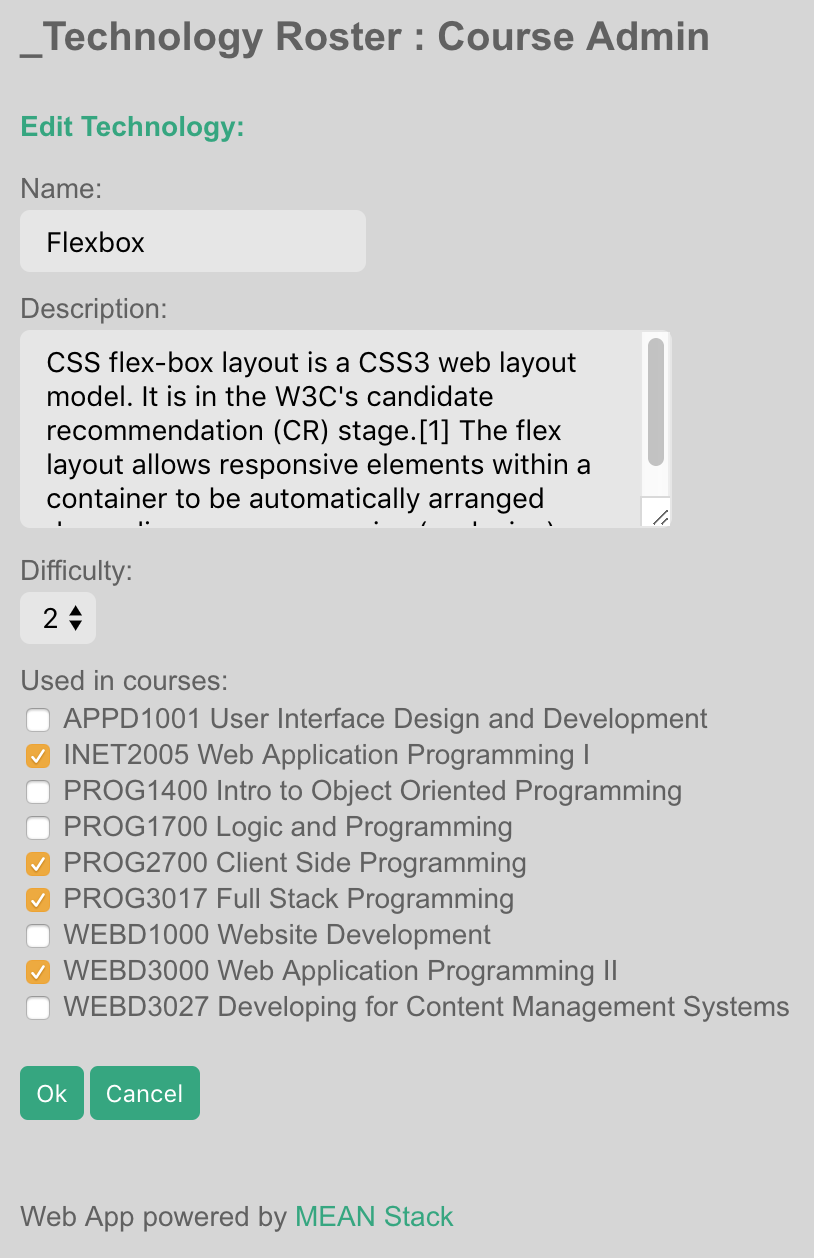 _Technology Roster : Course Admin
Edit Technology:
Name:
Flexbox
Description:
CSS flex-box layout is a CSS3 web layout
model. It is in the W3C's candidate
recommendation (CR) stage.[1] The flex
layout allows responsive elements within a
container to be automatically arranged
Difficulty:
2
Used in courses:
APPD1001 User Interface Design and Development
INET2005 Web Application Programming I
PROG1400 Intro to Object Oriented Programming
PROG1700 Logic and Programming
PROG2700 Client Side Programming
PROG3017 Full Stack Programming
WEBD1000 Website Development
WEBD3000 Web Application Programming II
WEBD3027 Developing for Content Management Systems
Ok Cancel
Web App powered by MEAN Stack